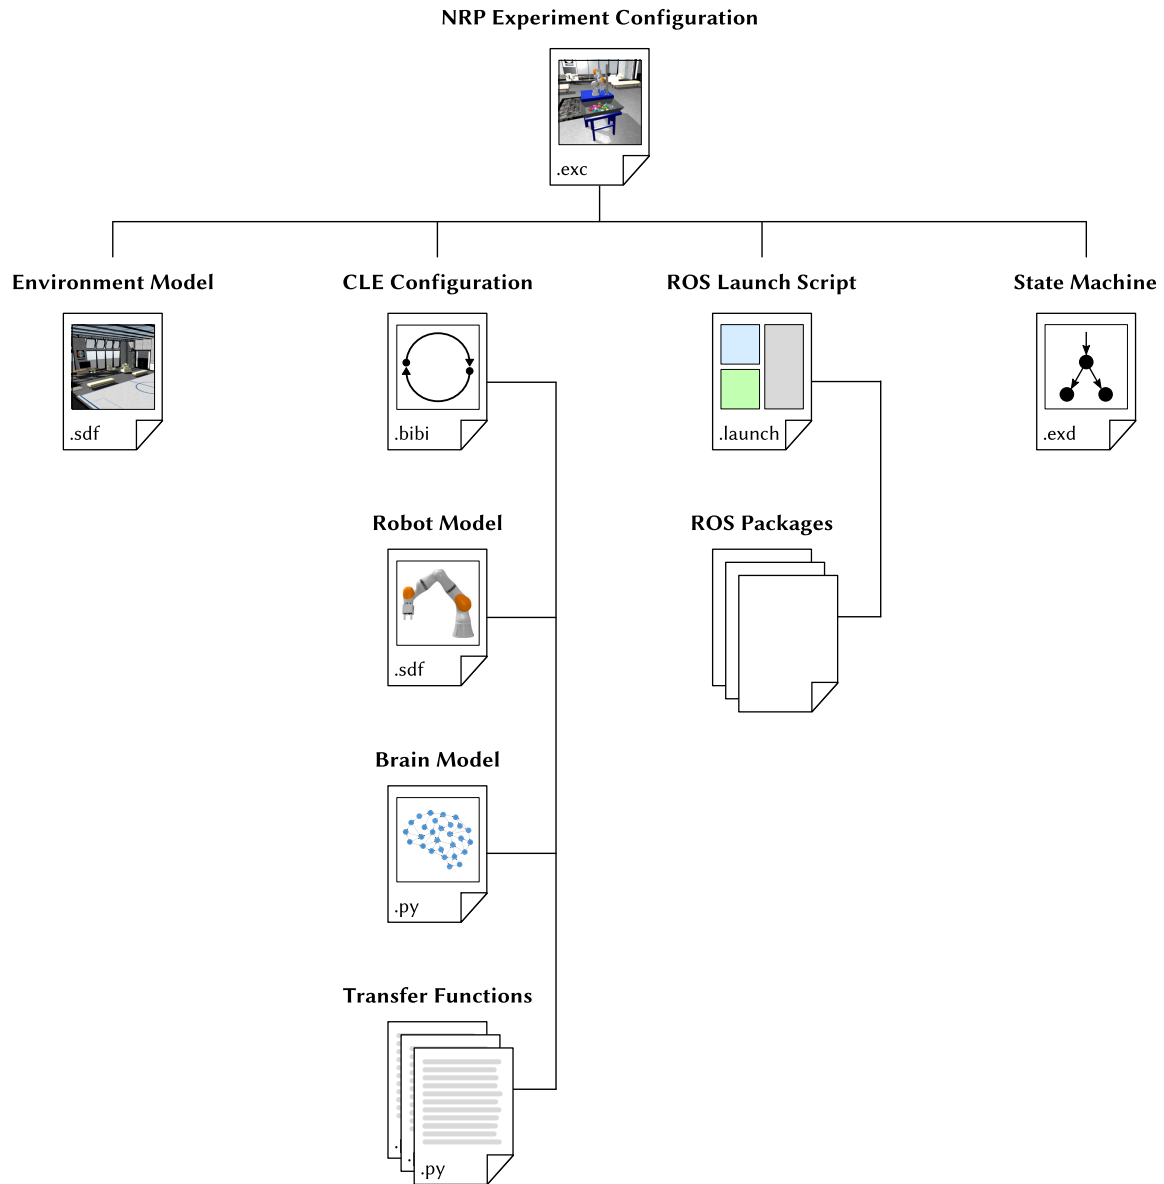 NRP Experiment Configuration
.exc
Environment Model
CLE Configuration
ROS Launch Script
State Machine
.sdf
.bibi
.launch
.exd
Robot Model
ROS Packages
.sdf
Brain Model
.py
Transfer Functions
.py